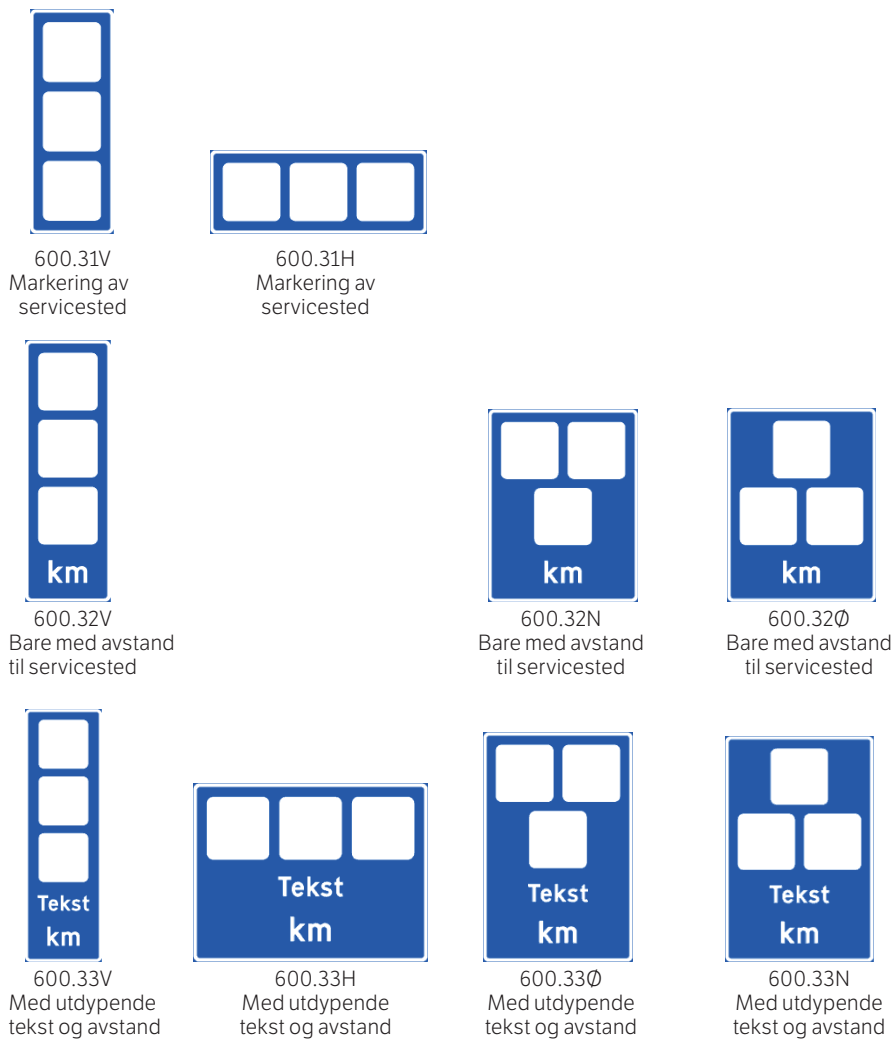 600.31V
Markering av
servicested
600.31H
Markering av
servicested
km
600.32V
Bare med avstand
til servicested
km
600.32N
Bare med avstand
til servicested
km
600.32Ø
Bare med avstand
til servicested
Tekst
km
600.33V
Med utdypende
tekst og avstand
Tekst
km
600.33H
Med utdypende
tekst og avstand
Tekst
km
600.33Ø
Med utdypende
tekst og avstand
Tekst
km
600.33N
Med utdypende
tekst og avstand